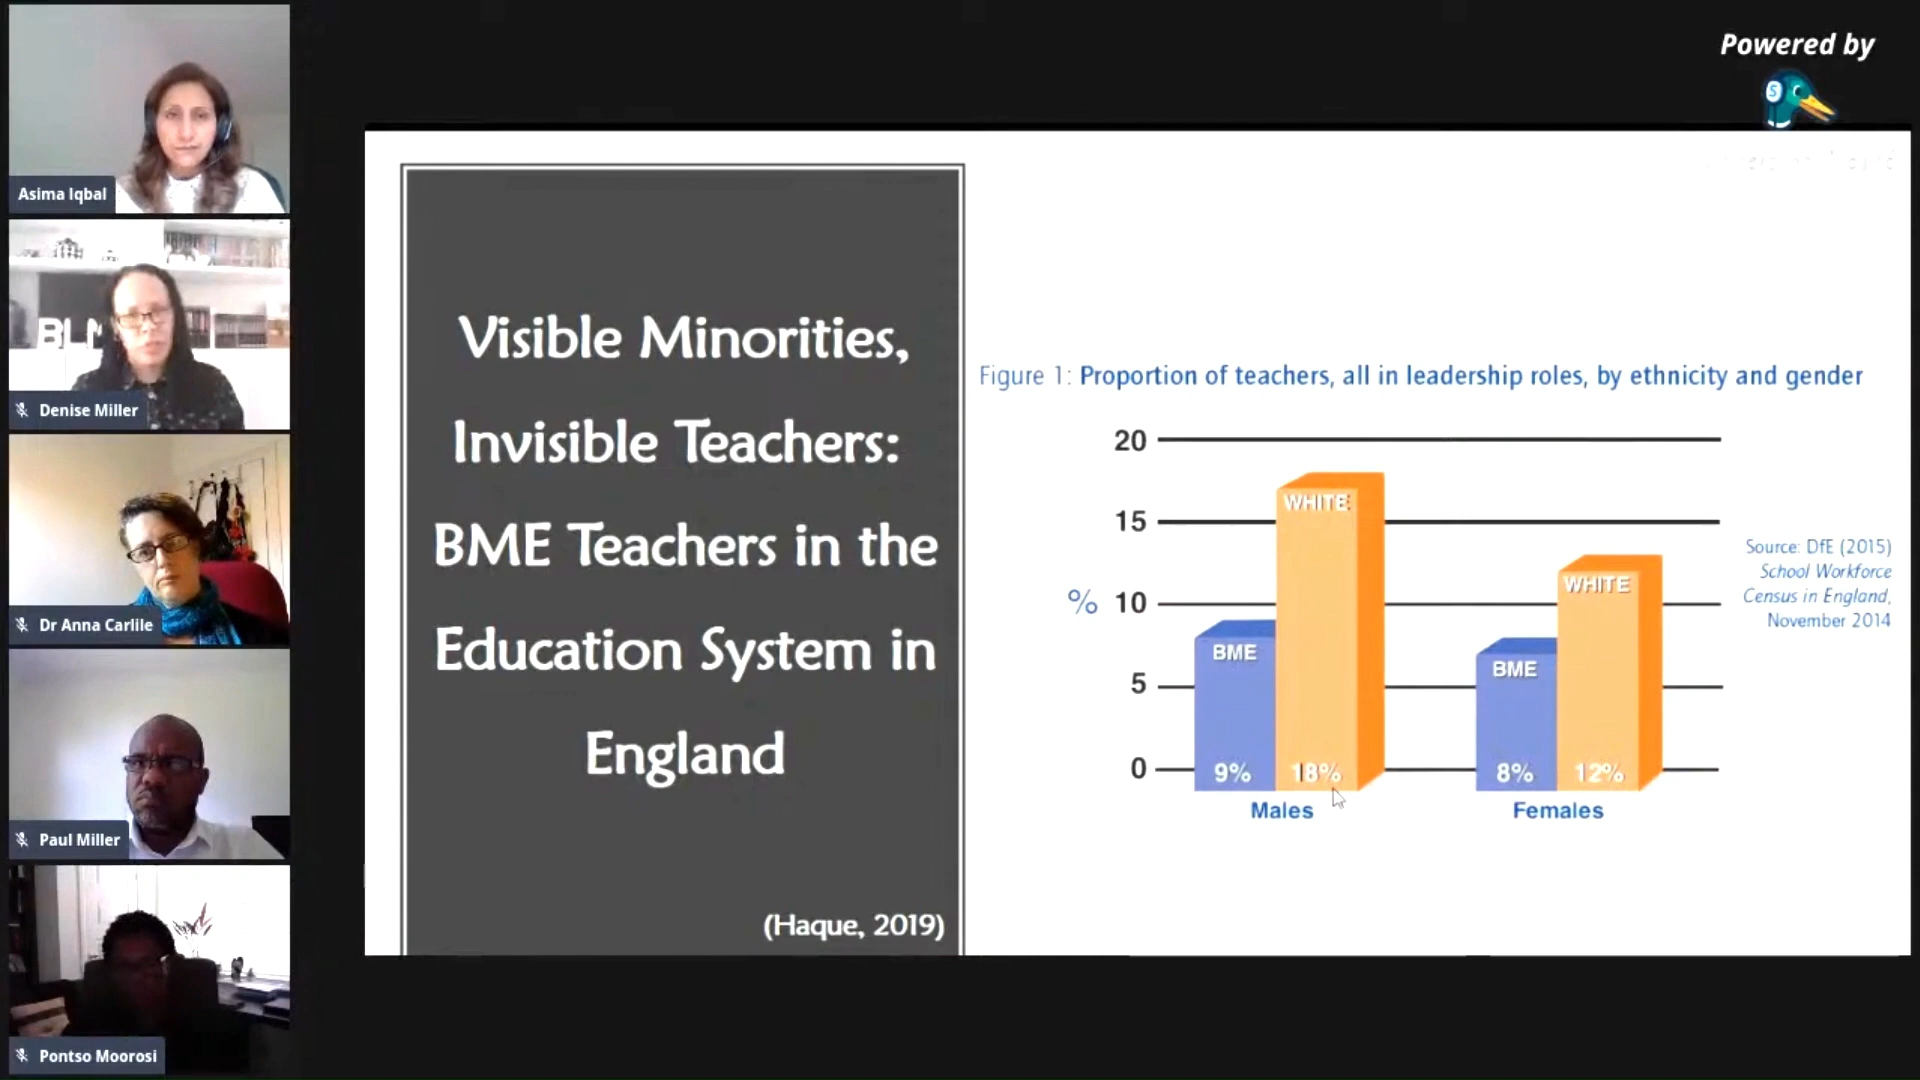 Powered by
S
Asima Iqbal
BLM
Denise Miller
Dr Anna Carlile
Paul Miller
Pontso Moorosi
Visible Minorities,
Invisible Teachers:
BME Teachers in the
Education System in
England
(Haque, 2019)
Figure 1: Proportion of teachers, all in leadership roles, by ethnicity and gender
20
15
% 10
5
0
WHITE
BME
9%
18%
Males
WHITE
BME
8%
12%
Females
Source: DfE (2015)
School Workforce
Census in England,
November 2014